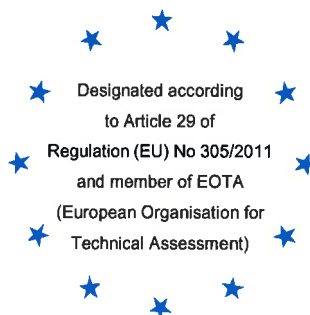 Designated according
to Article 29 of
Regulation (EU) No 305/2011
and member of EOTA
(European Organisation for
Technical Assessment)